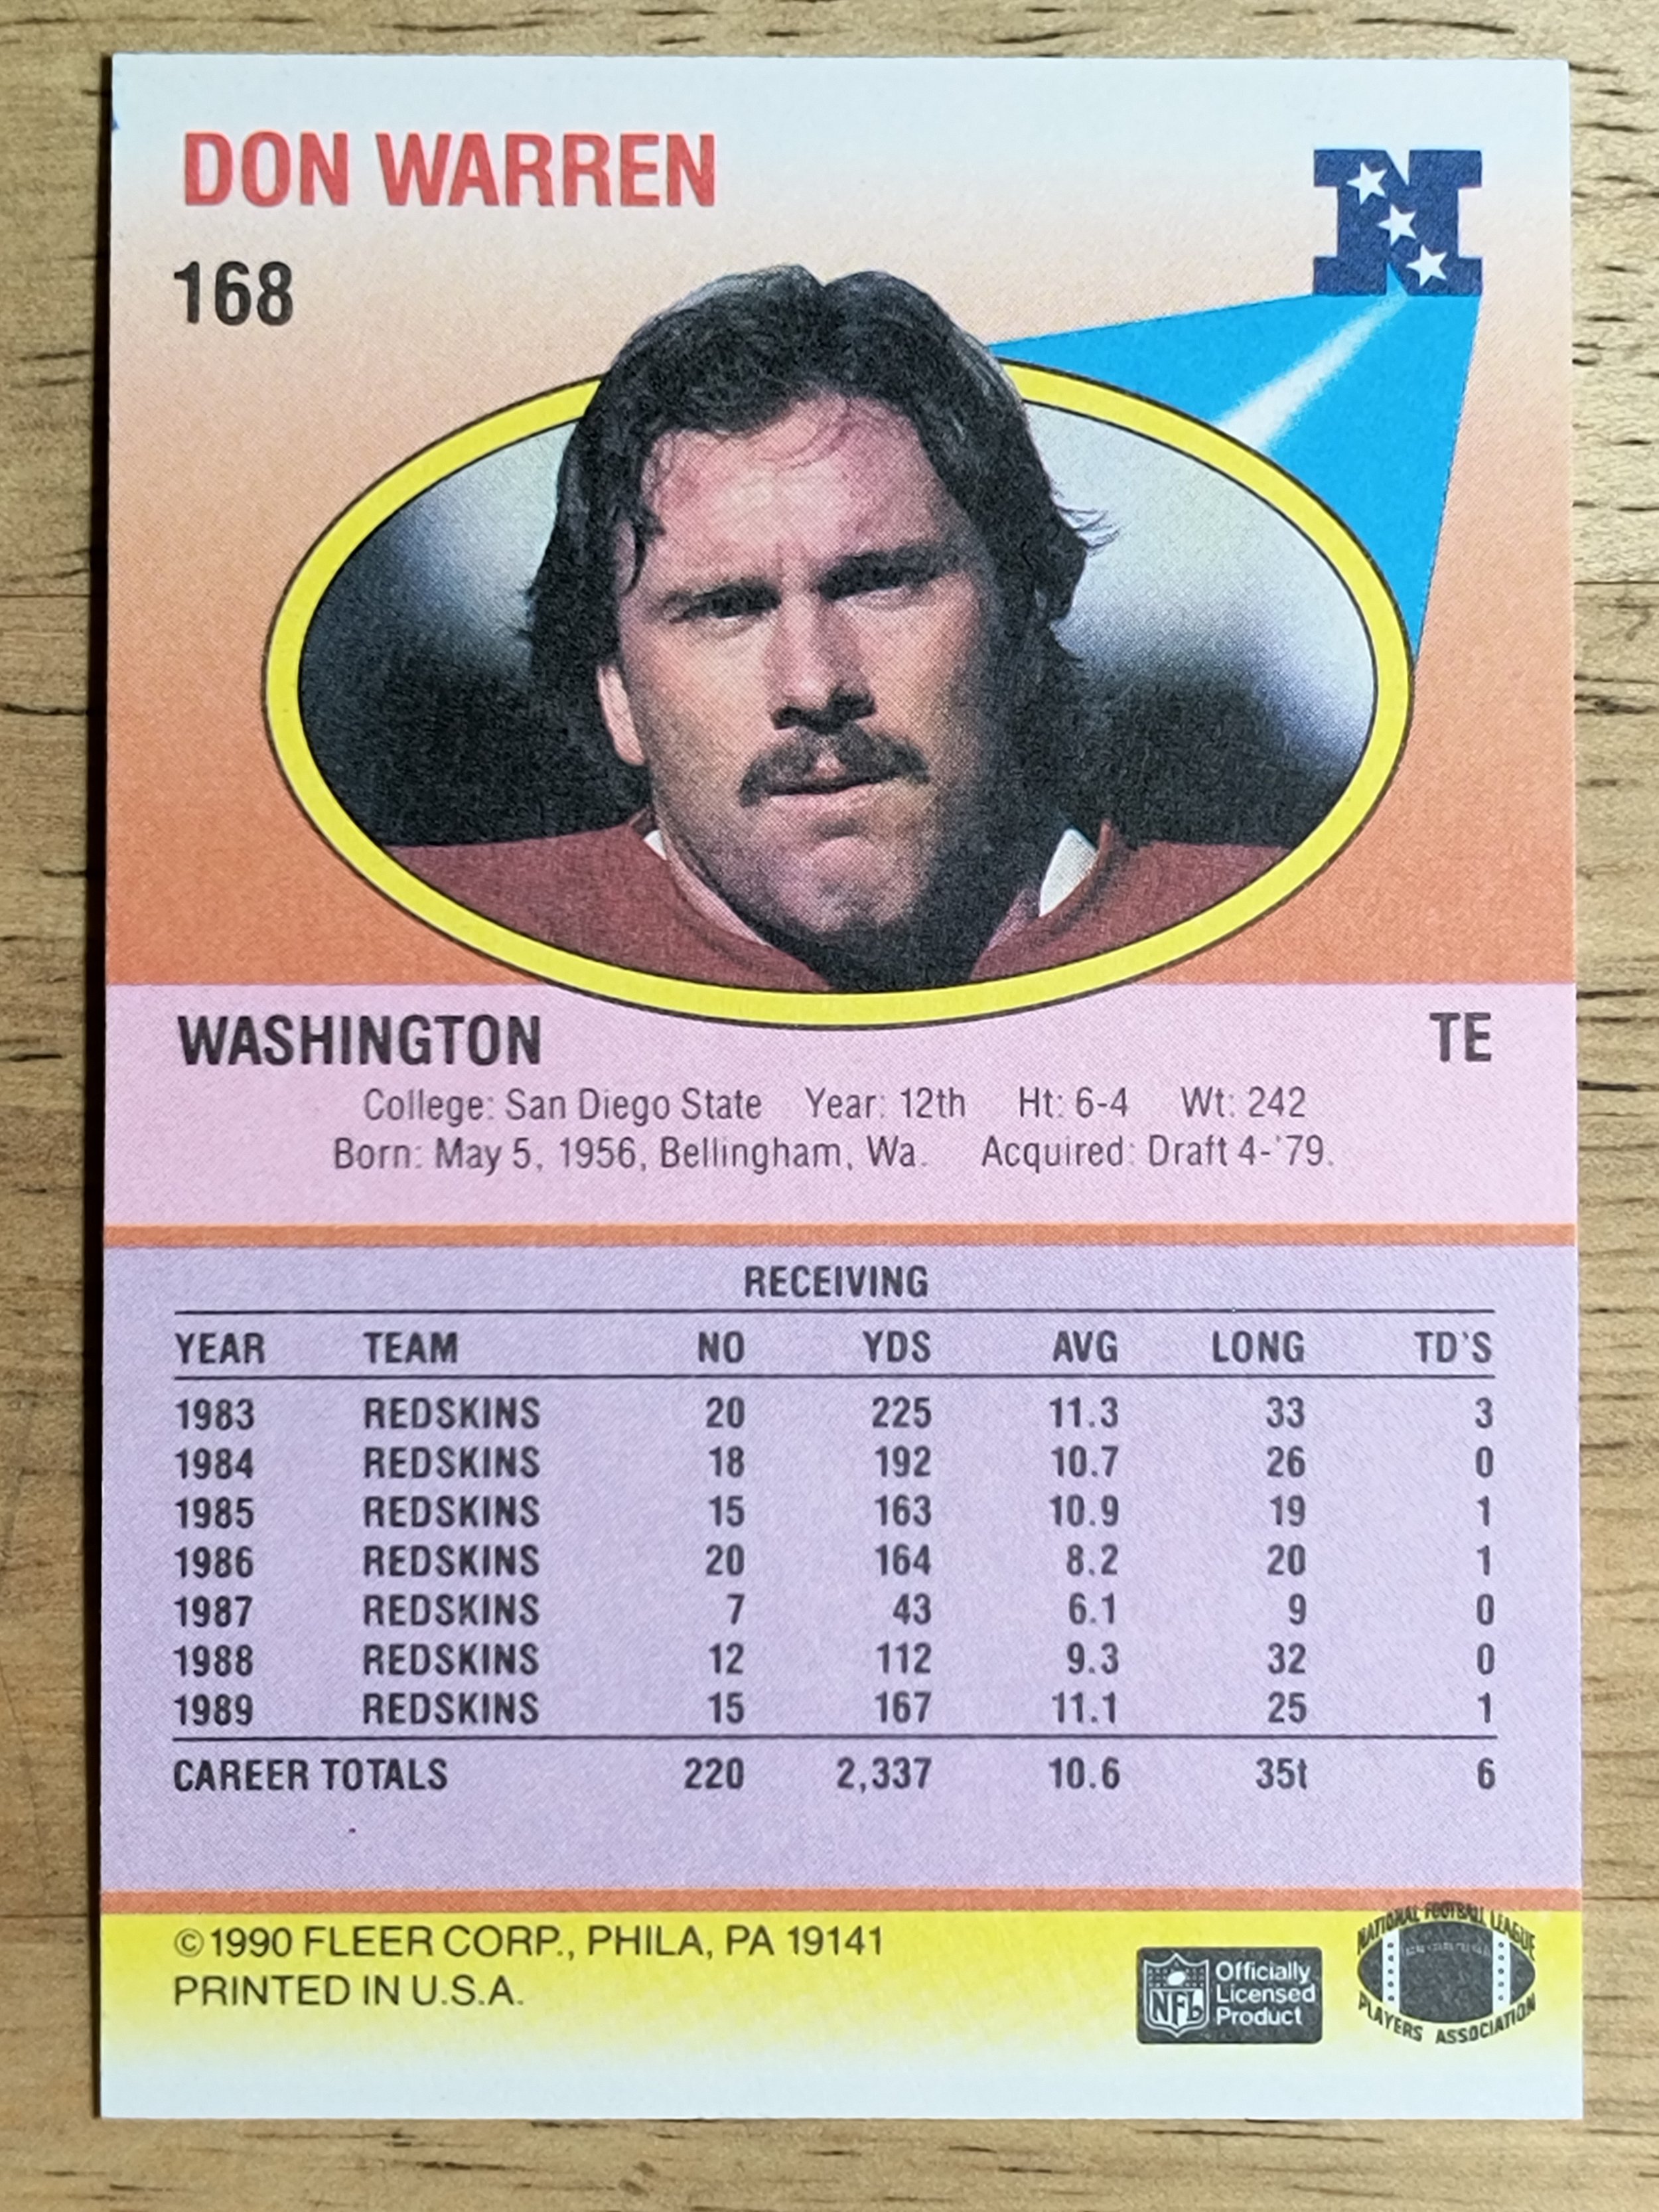 DON WARREN
168
N
WASHINGTON TE
College: San Diego State Year: 12th Ht: 6-4 Wt: 242
Born: May 5, 1956, Bellingham, Wa. Acquired: Draft 4-'79.
RECEIVING
YEAR TEAM NO YDS AVG LONG TD'S
1983 REDSKINS 20 225 11.3 33 3
1984 REDSKINS 18 192 10.7 26 0
1985 REDSKINS 15 163 10.9 19 1
1986 REDSKINS 20 164 8.2 20 1
1987 REDSKINS 7 43 6.1 9 0
1988 REDSKINS 12 112 9.3 32 0
1989 REDSKINS 15 167 11.1 25 1
CAREER TOTALS 220 2,337 10.6 35t 6
©1990 FLEER CORP., PHILA, PA 19141
PRINTED IN U.S.A.
NFL
Officially
Licensed
Product
NATIONAL FOOTBALL LEAGUE
PLAYERS ASSOCIATION